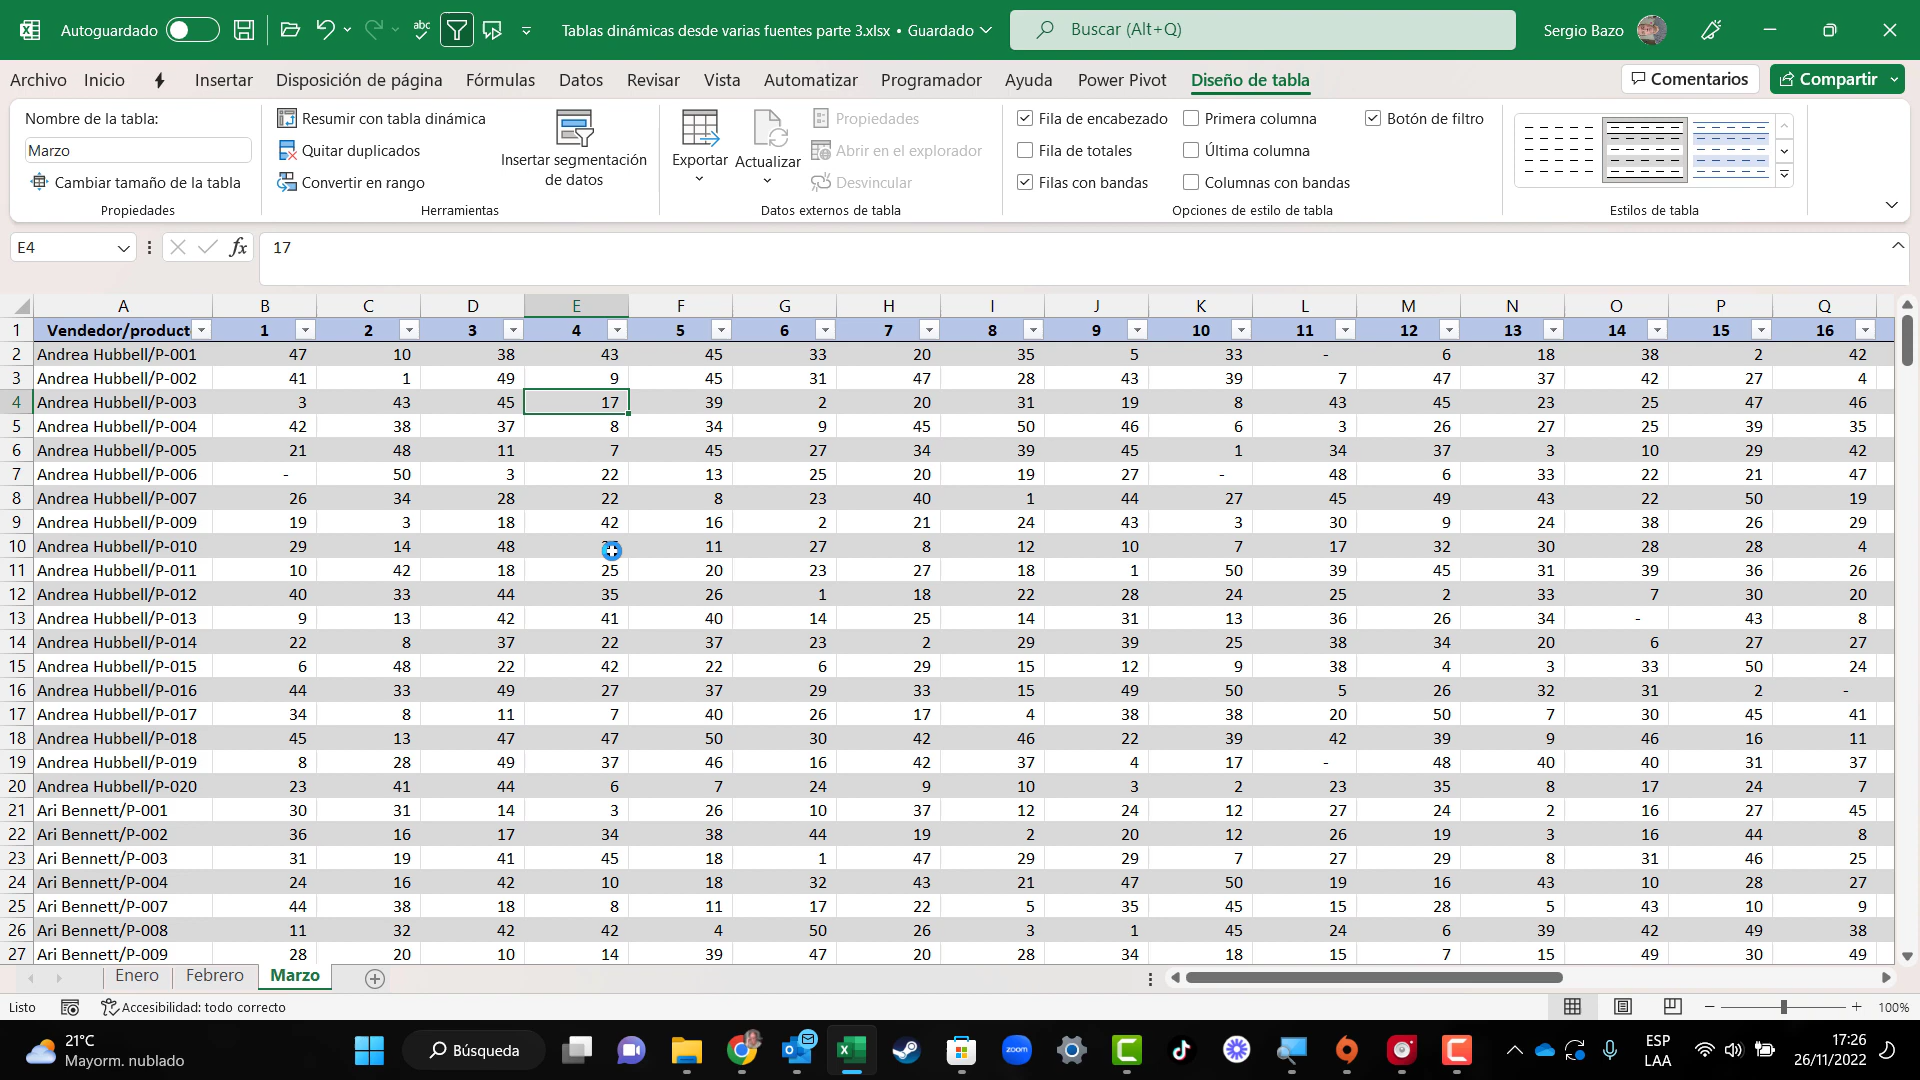 Autoguardado
Tablas dinámicas desde varias fuentes parte 3.xlsx • Guardado
Buscar (Alt+Q)
Sergio Bazo
Archivo Inicio Insertar Disposición de página Fórmulas Datos Revisar Vista Automatizar Programador Ayuda Power Pivot Diseño de tabla Comentarios Compartir
Nombre de la tabla:
Marzo
Cambiar tamaño de la tabla
Propiedades
Resumir con tabla dinámica
Quitar duplicados
Convertir en rango
Insertar segmentación
de datos
Herramientas
Exportar
Actualizar
Propiedades
Abrir en el explorador
Desvincular
Datos externos de tabla
Fila de encabezado Primera columna Botón de filtro
Fila de totales Última columna
Filas con bandas Columnas con bandas
Opciones de estilo de tabla
Estilos de tabla
E4 fx 17
A B C D E F G H I J K L M N O P Q
1 Vendedor/product 1 2 3 4 5 6 7 8 9 10 11 12 13 14 15 16
2 Andrea Hubbell/P-001 47 10 38 43 45 33 20 35 5 33 - 6 18 38 2 42
3 Andrea Hubbell/P-002 41 1 49 9 45 31 47 28 43 39 7 47 37 42 27 4
4 Andrea Hubbell/P-003 3 43 45 17 39 2 20 31 19 8 43 45 23 25 47 46
5 Andrea Hubbell/P-004 42 38 37 8 34 9 45 50 46 6 3 26 27 25 39 35
6 Andrea Hubbell/P-005 21 48 11 7 45 27 34 39 45 1 34 37 3 10 29 42
7 Andrea Hubbell/P-006 - 50 3 22 13 25 20 19 27 - 48 6 33 22 21 47
8 Andrea Hubbell/P-007 26 34 28 22 8 23 40 1 44 27 45 49 43 22 50 19
9 Andrea Hubbell/P-009 19 3 18 42 16 2 21 24 43 3 30 9 24 38 26 29
10 Andrea Hubbell/P-010 29 14 48 11 27 8 12 10 7 17 32 30 28 28 4
11 Andrea Hubbell/P-011 10 42 18 25 20 23 27 18 1 50 39 45 31 39 36 26
12 Andrea Hubbell/P-012 40 33 44 35 26 1 18 22 28 24 25 2 33 7 30 20
13 Andrea Hubbell/P-013 9 13 42 41 40 14 25 14 31 13 36 26 34 - 43 8
14 Andrea Hubbell/P-014 22 8 37 22 37 23 2 29 39 25 38 34 20 6 27 27
15 Andrea Hubbell/P-015 6 48 22 42 22 6 29 15 12 9 38 4 3 33 50 24
16 Andrea Hubbell/P-016 44 33 49 27 37 29 33 15 49 50 5 26 32 31 2 -
17 Andrea Hubbell/P-017 34 8 11 7 40 26 17 4 38 38 20 50 7 30 45 41
18 Andrea Hubbell/P-018 45 13 47 47 50 30 42 46 22 39 42 39 9 46 16 11
19 Andrea Hubbell/P-019 8 28 49 37 46 16 42 37 4 17 - 48 40 40 31 37
20 Andrea Hubbell/P-020 23 41 44 6 7 24 9 10 3 2 23 35 8 17 24 7
21 Ari Bennett/P-001 30 31 14 3 26 10 37 12 24 12 27 24 2 16 27 45
22 Ari Bennett/P-002 36 16 17 34 38 44 19 2 20 12 26 19 3 16 44 8
23 Ari Bennett/P-003 31 19 41 45 18 1 47 29 29 7 27 29 8 31 46 25
24 Ari Bennett/P-004 24 16 42 10 18 32 43 21 47 50 19 16 43 10 28 27
25 Ari Bennett/P-007 44 38 18 8 11 17 22 5 35 45 15 28 5 43 10 9
26 Ari Bennett/P-008 11 32 42 42 4 50 26 3 1 45 24 6 39 42 49 38
27 Ari Bennett/P-009 28 20 10 14 39 47 20 28 34 18 15 7 15 49 30 49
Enero Febrero Marzo
Listo Accesibilidad: todo correcto 100%
21°C
Mayorm. nublado
Búsqueda
zoom
ESP
LAA
17:26
26/11/2022